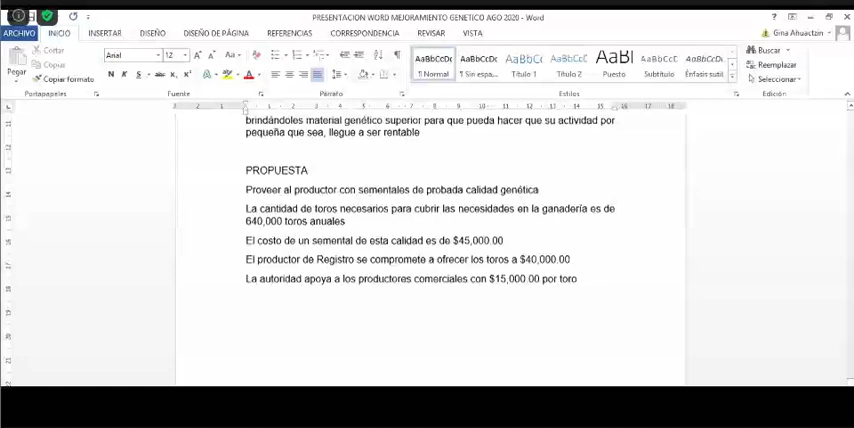 PRESENTACION WORD MEJORAMIENTO GENETICO AGO 2020 - Word
ARCHIVO INICIO INSERTAR DISEÑO DISEÑO DE PÁGINA REFERENCIAS CORRESPONDENCIA REVISAR VISTA Gina Ahuactzin
Cortar
Copiar
Copiar formato
Pegar
Portapapeles
Arial 12
N K S abc
Fuente
Párrafo
AaBbCcDc AaBbCcDc AaBbCc AaBbCc AaBI AaBbCcC AaBbCcDc
¶ Normal ¶ Sin espa... Título 1 Título 2 Puesto Subtítulo Énfasis sutil
Estilos
Buscar
Reemplazar
Seleccionar
Edición
brindándoles material genético superior para que pueda hacer que su actividad por
pequeña que sea, llegue a ser rentable
PROPUESTA
Proveer al productor con sementales de probada calidad genética
La cantidad de toros necesarios para cubrir las necesidades en la ganadería es de
640,000 toros anuales
El costo de un semental de esta calidad es de $45,000.00
El productor de Registro se compromete a ofrecer los toros a $40,000.00
La autoridad apoya a los productores comerciales con $15,000.00 por toro